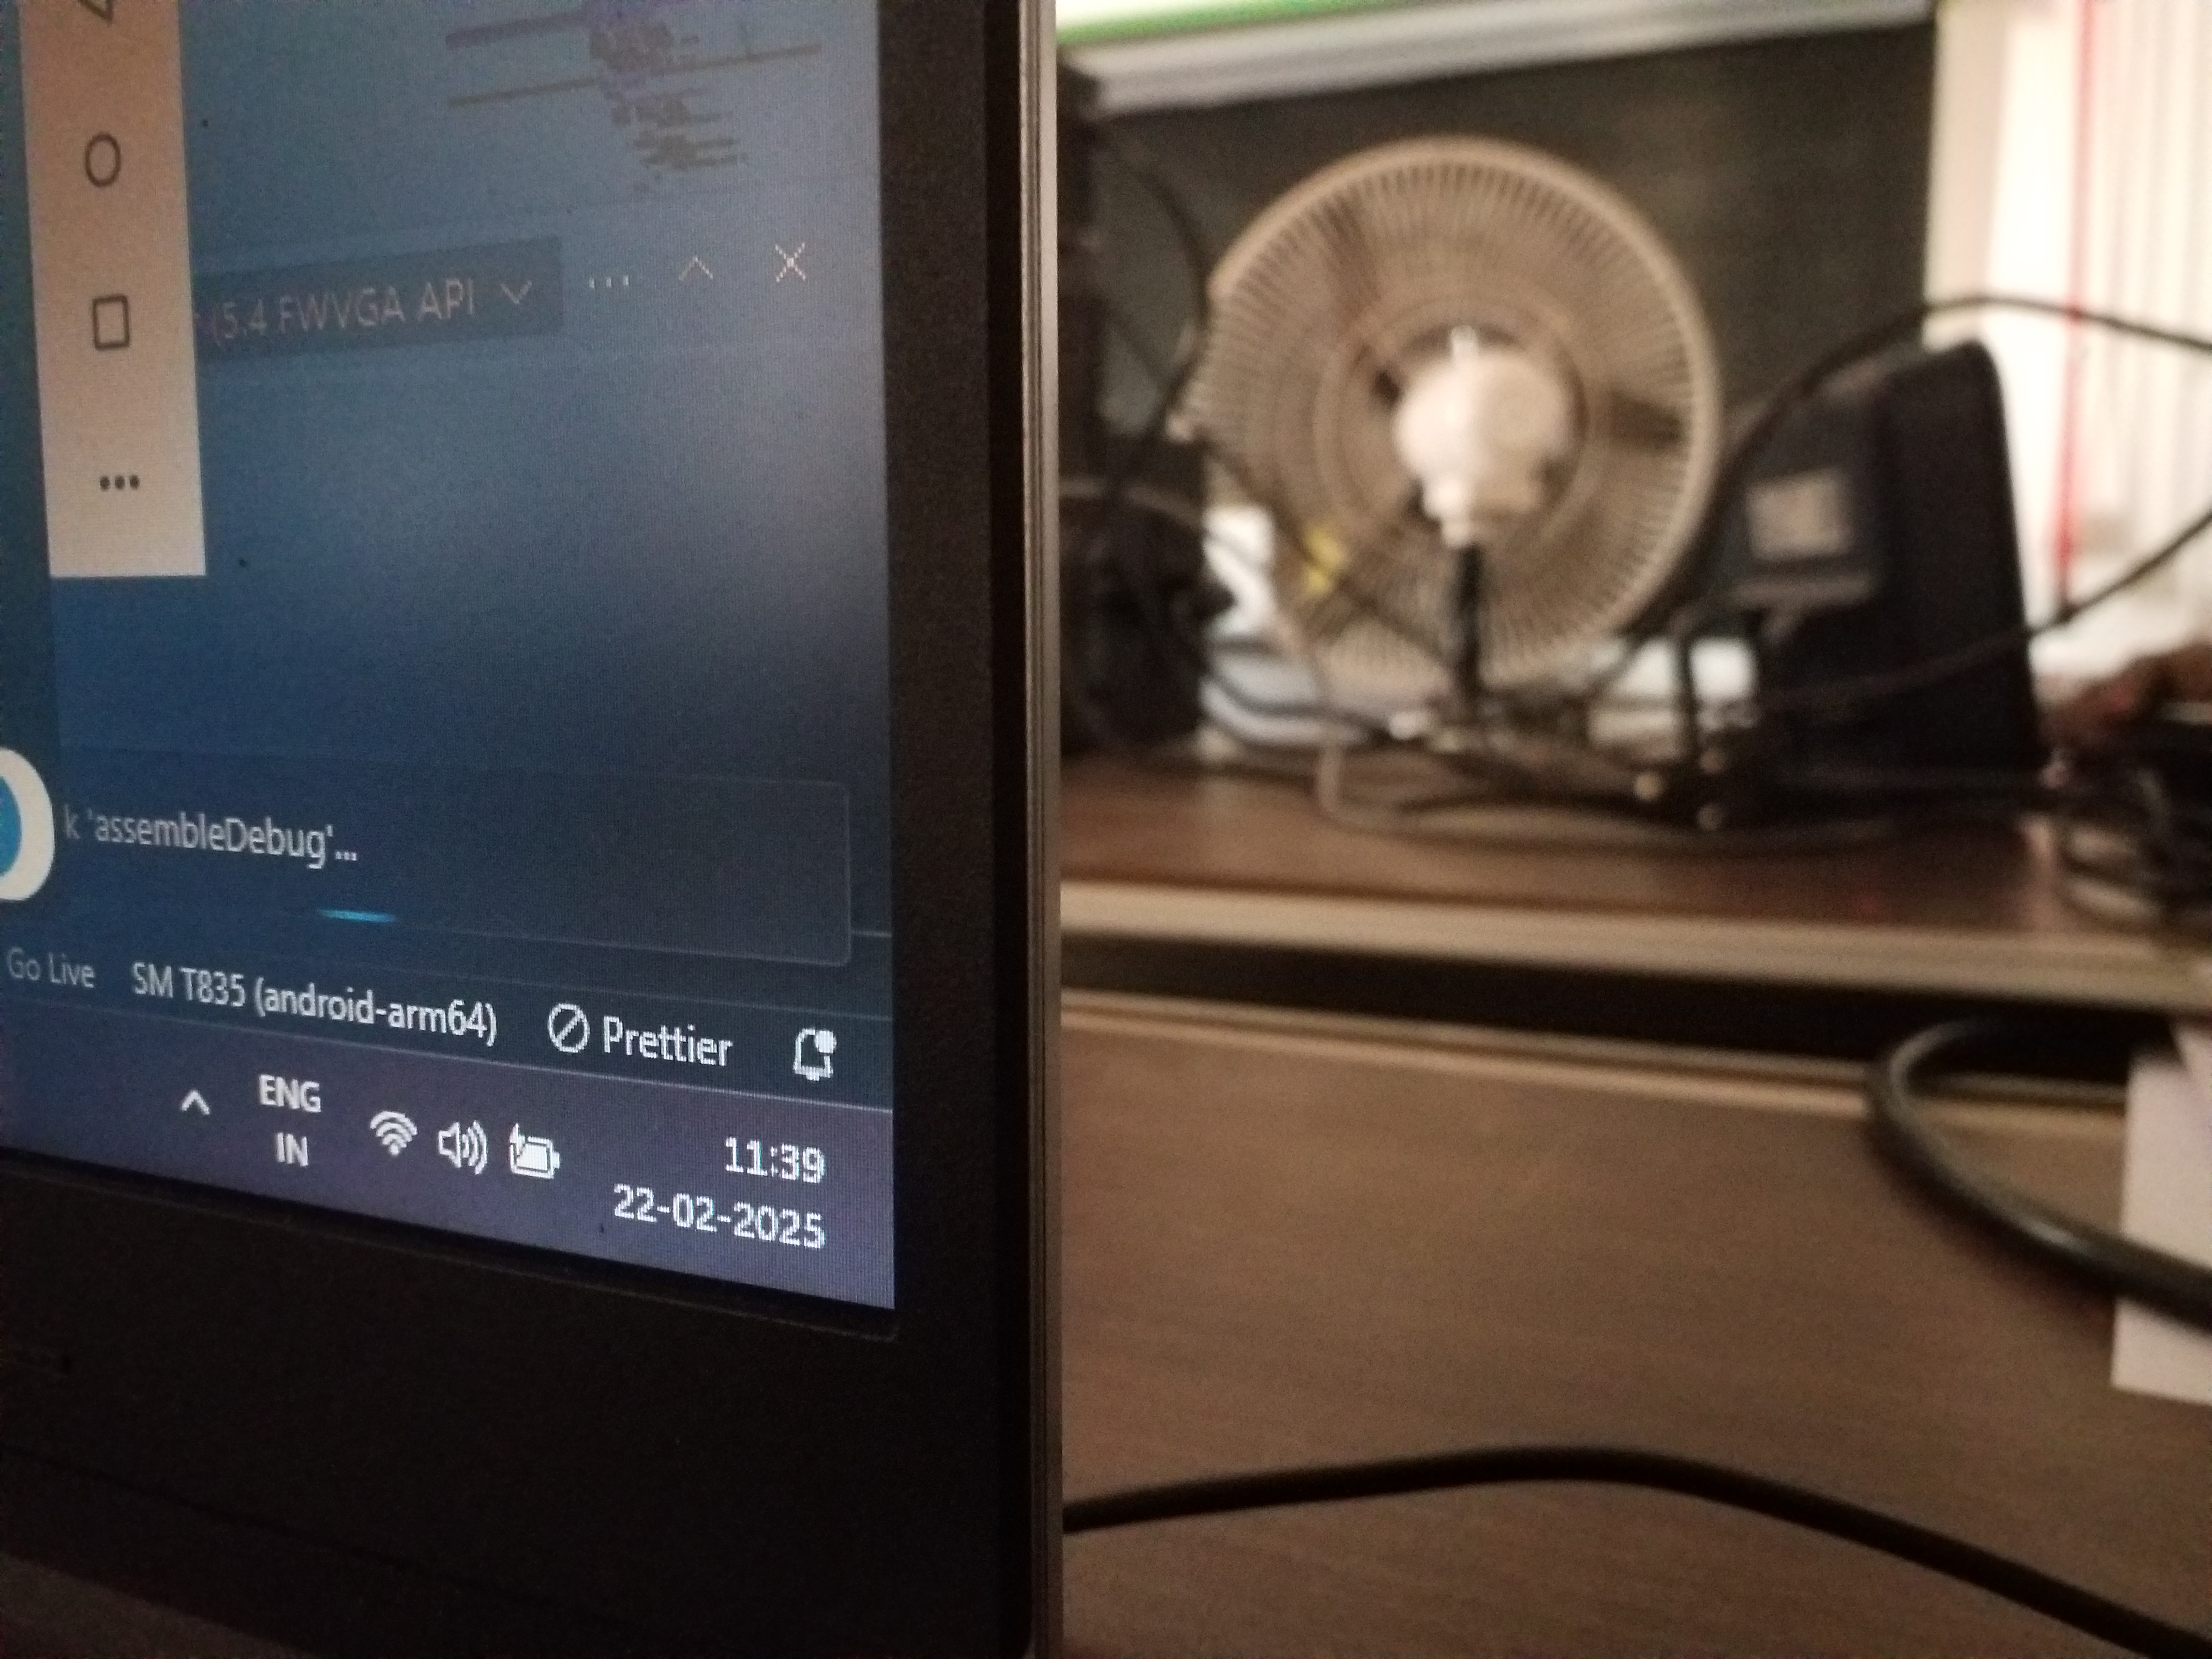 (5.4 FWVGA API
k 'assembleDebug'...
Go Live SM T835 (android-arm64) Prettier
ENG
IN
11:39
22-02-2025